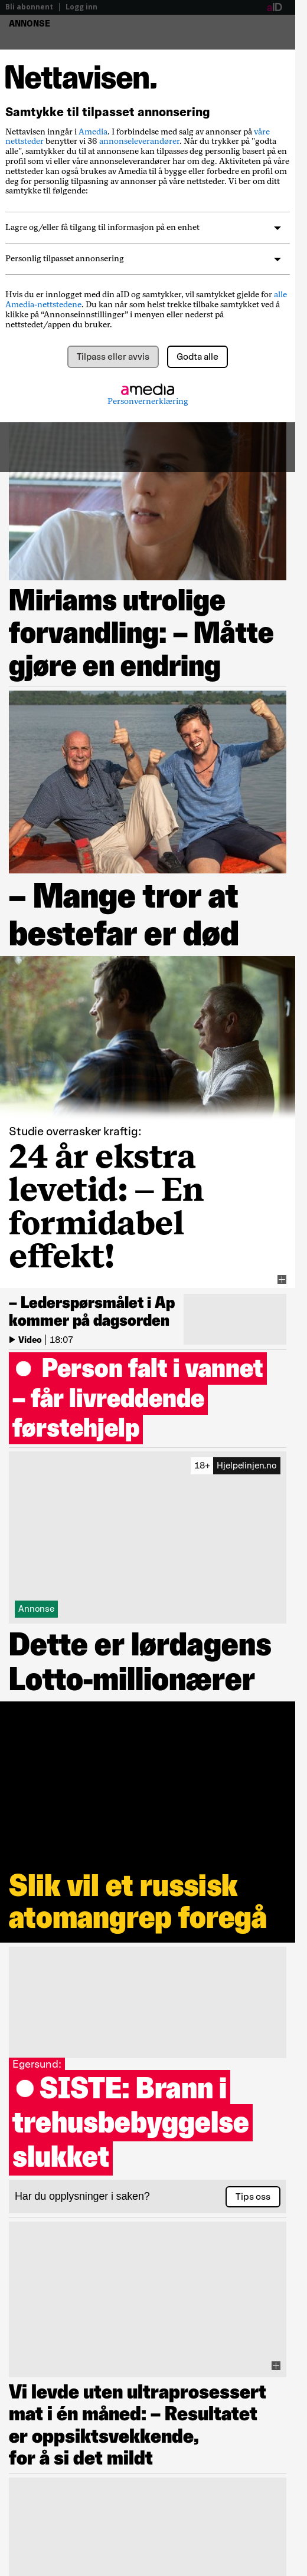 Bli abonnent | Logg inn
aID
ANNONSE
Nettavisen.
Samtykke til tilpasset annonsering
Nettavisen inngår i Amedia. I forbindelse med salg av annonser på våre
nettsteder benytter vi 36 annonseleverandører. Når du trykker på "godta
alle", samtykker du til at annonsene kan tilpasses deg personlig basert på en
profil som vi eller våre annonseleverandører har om deg. Aktiviteten på våre
nettsteder kan også brukes av Amedia til å bygge eller forbedre en profil om
deg for personlig tilpasning av annonser på våre nettsteder. Vi ber om ditt
samtykke til følgende:
Lagre og/eller få tilgang til informasjon på en enhet
Personlig tilpasset annonsering
Hvis du er innlogget med din aID og samtykker, vil samtykket gjelde for alle
Amedia-nettstedene. Du kan når som helst trekke tilbake samtykket ved å
klikke på “Annonseinnstillinger” i menyen eller nederst på
nettstedet/appen du bruker.
Tilpass eller avvis
Godta alle
amedia
Personvernerklæring
Miriams utrolige
forvandling: – Måtte
gjøre en endring
– Mange tror at
bestefar er død
Studie overrasker kraftig:
24 år ekstra
levetid: – En
formidabel
effekt!
– Lederspørsmålet i Ap
kommer på dagsorden
Video | 18:07
Person falt i vannet
– får livreddende
førstehjelp
18+ Hjelpelinjen.no
Annonse
Dette er lørdagens
Lotto-millionærer
Slik vil et russisk
atomangrep foregå
Egersund:
SISTE: Brann i
trehusbebyggelse
slukket
Har du opplysninger i saken?
Tips oss
Vi levde uten ultraprosessert
mat i én måned: – Resultatet
er oppsiktsvekkende,
for å si det mildt